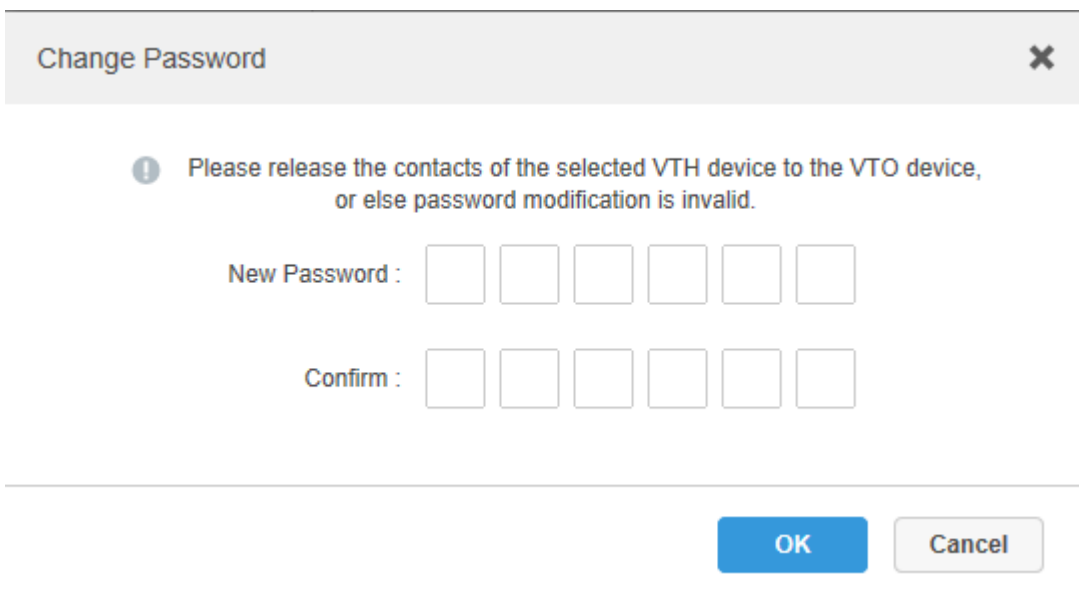 Change Password
Please release the contacts of the selected VTH device to the VTO device,
or else password modification is invalid.
New Password :
Confirm :
OK
Cancel